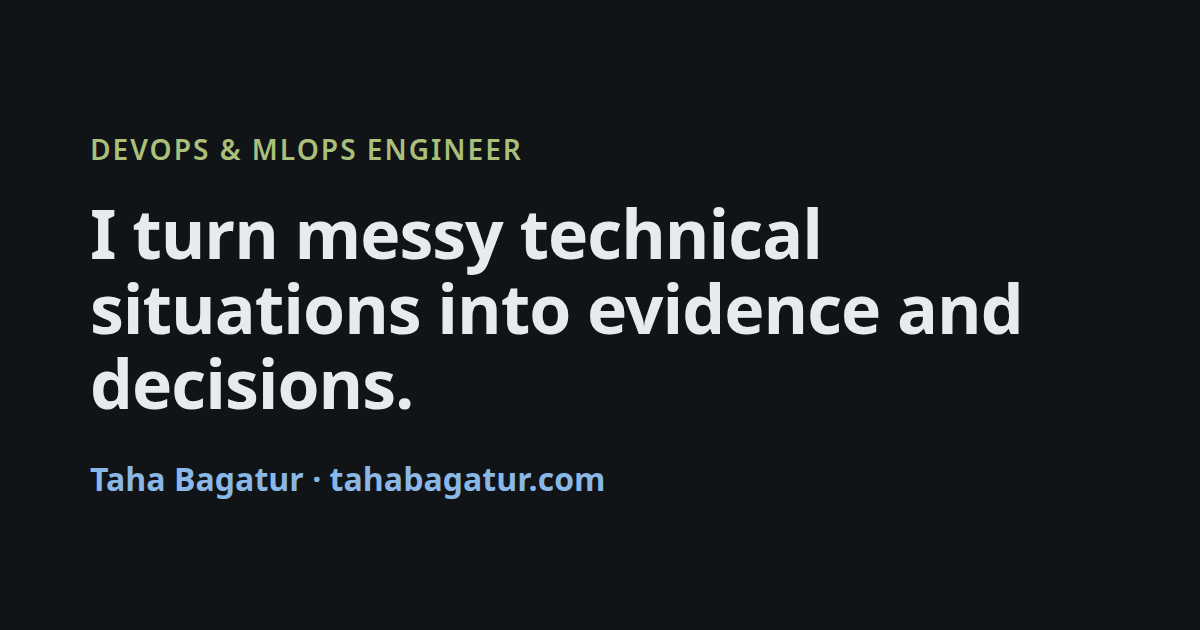 DEVOPS & MLOPS ENGINEER
I turn messy technical
situations into evidence and
decisions.
Taha Bagatur · tahabagatur.com